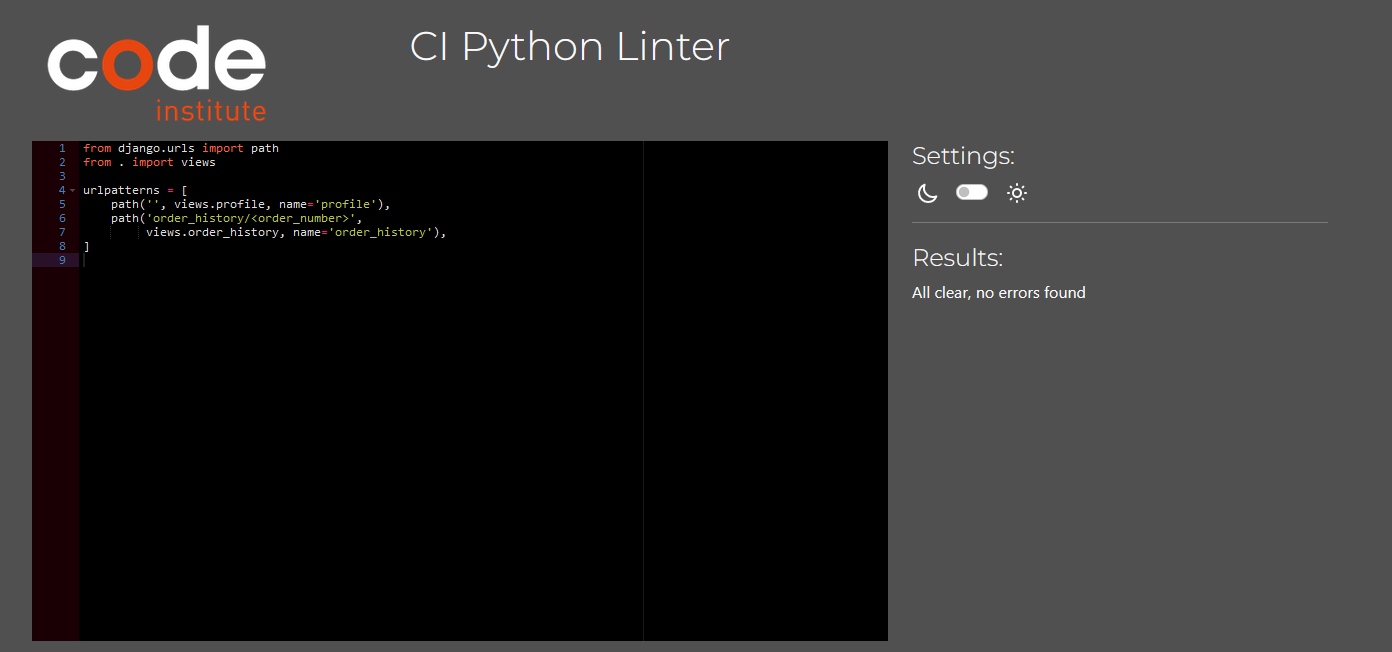 code
institute
CI Python Linter
1 from django.urls import path
2 from . import views
3
4 urlpatterns = [
5     path('', views.profile, name='profile'),
6     path('order_history/<order_number>',
7          views.order_history, name='order_history'),
8 ]
9
Settings:
Results:
All clear, no errors found